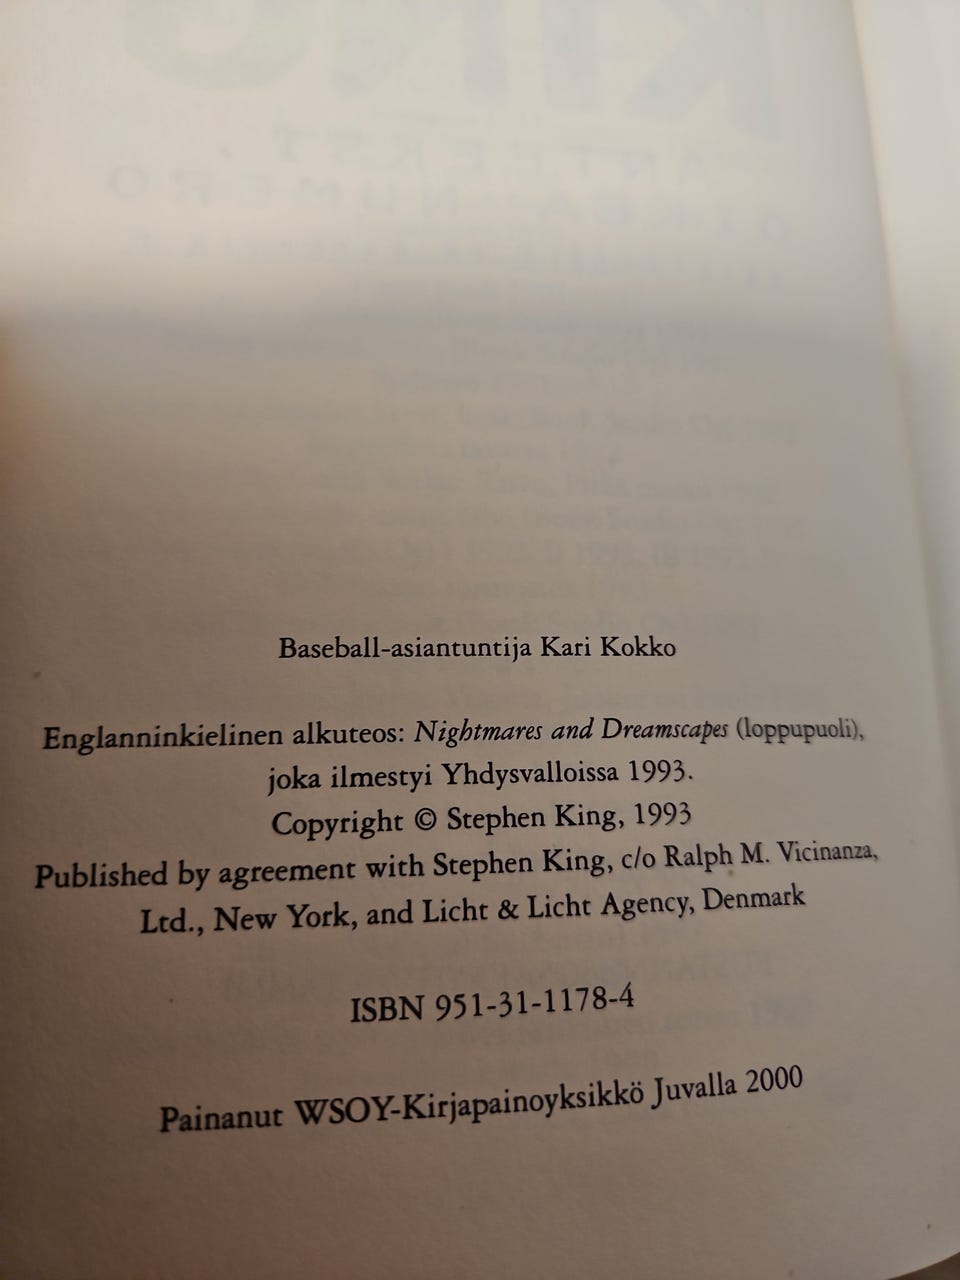 Baseball-asiantuntija Kari Kokko
Englanninkielinen alkuteos: Nightmares and Dreamscapes (loppupuoli),
joka ilmestyi Yhdysvalloissa 1993.
Copyright © Stephen King, 1993
Published by agreement with Stephen King, c/o Ralph M. Vicinanza,
Ltd., New York, and Licht & Licht Agency, Denmark
ISBN 951-31-1178-4
Painanut WSOY-Kirjapainoyksikkö Juvalla 2000